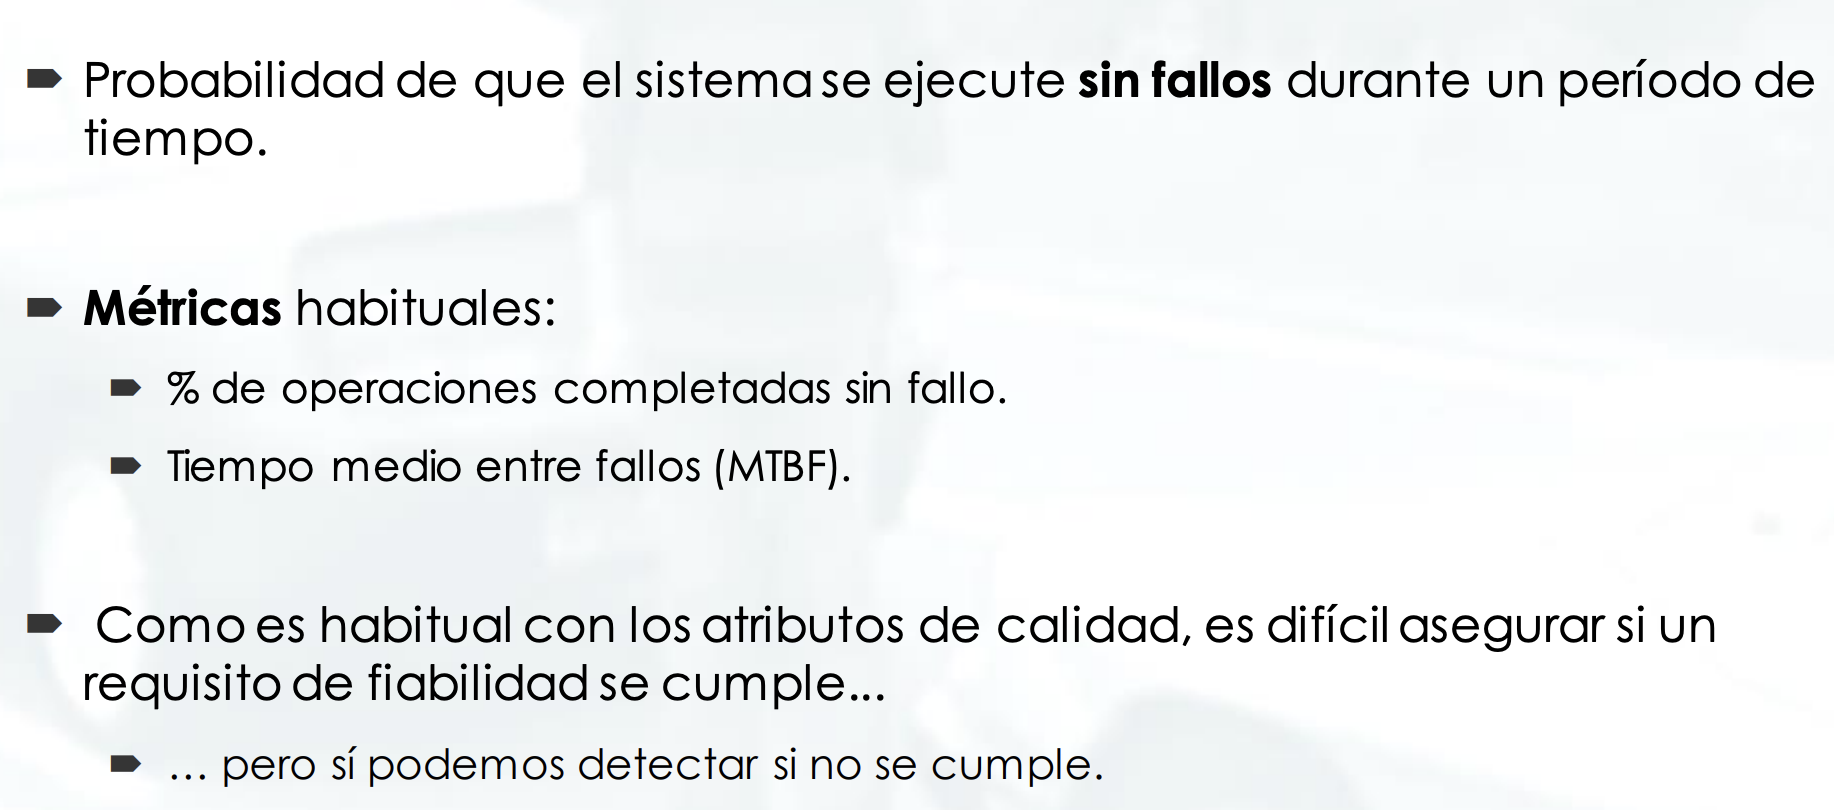 Probabilidad de que el sistema se ejecute sin fallos durante un período de
tiempo.
Métricas habituales:
% de operaciones completadas sin fallo.
Tiempo medio entre fallos (MTBF).
Como es habitual con los atributos de calidad, es difícil asegurar si un
requisito de fiabilidad se cumple...
... pero sí podemos detectar si no se cumple.